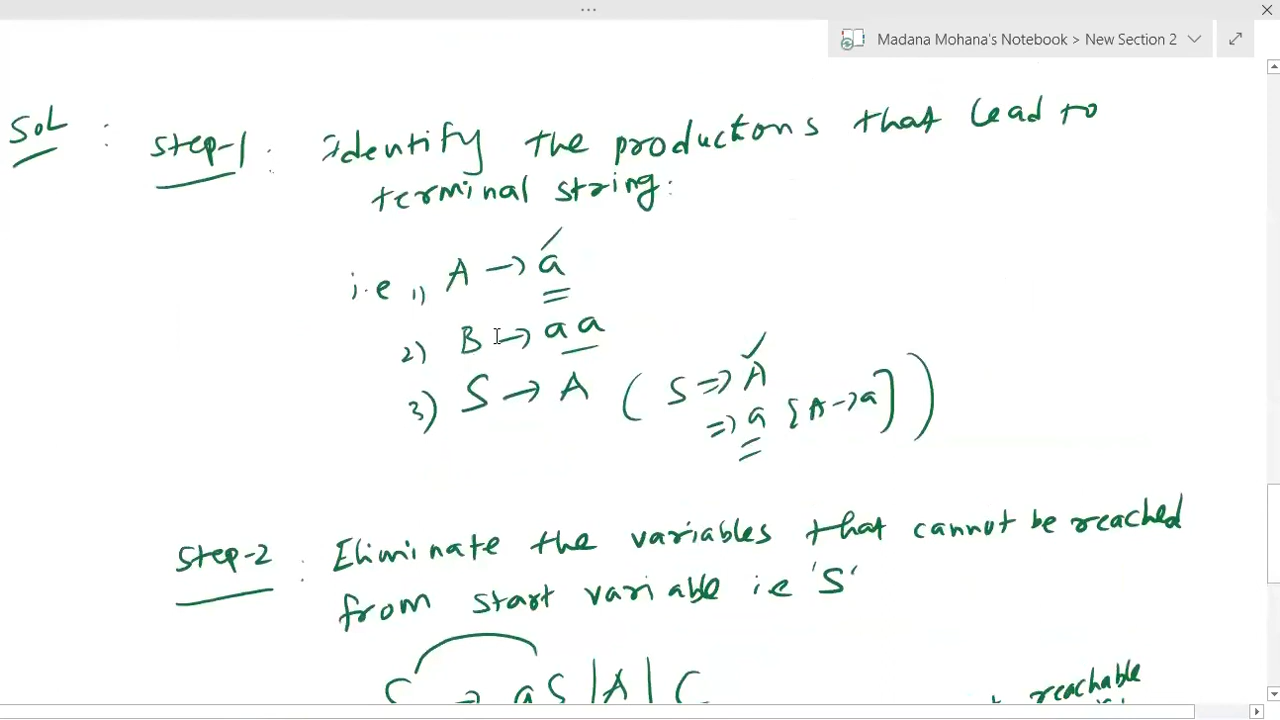 Madana Mohana's Notebook > New Section 2
Sol : Step-1 : identify the productions that lead to
terminal string:
i.e 1) A → a
2) B → aa
3) S → A ( S ⇒ A
⇒ a [A → a] )
Step-2 : Eliminate the variables that cannot be reached
from start variable i.e 'S'
S → aS | A | C
reachable